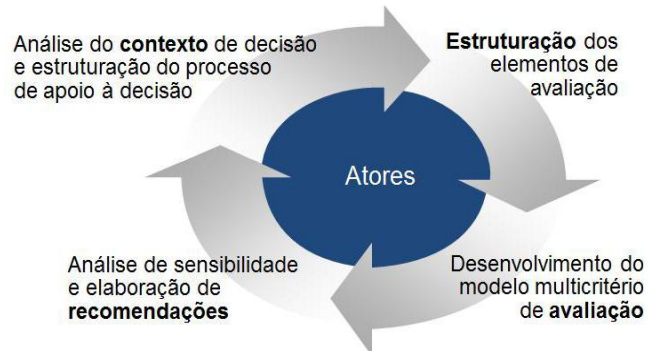 Análise do contexto de decisão
e estruturação do processo
de apoio à decisão
Estruturação dos
elementos de
avaliação
Atores
Análise de sensibilidade
e elaboração de
recomendações
Desenvolvimento do
modelo multicritério
de avaliação